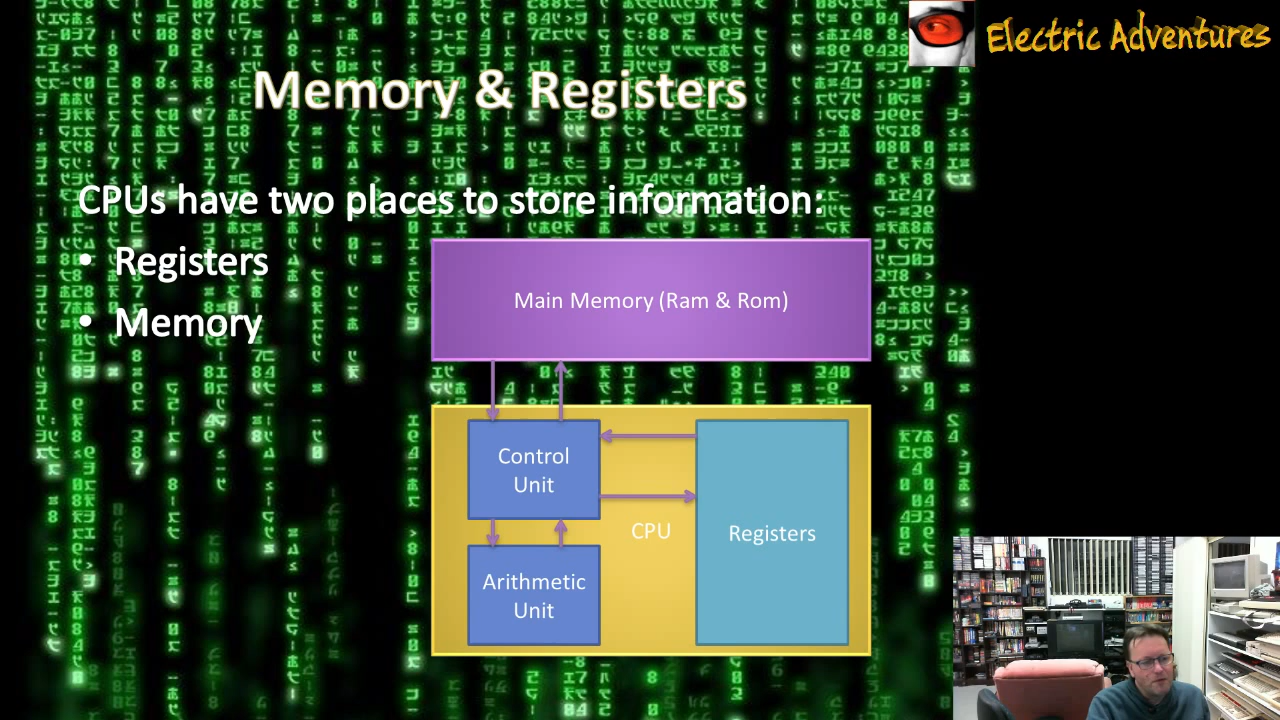 Electric Adventures
Memory & Registers
CPUs have two places to store information:
• Registers
• Memory
Main Memory (Ram & Rom)
Control
Unit
CPU
Registers
Arithmetic
Unit